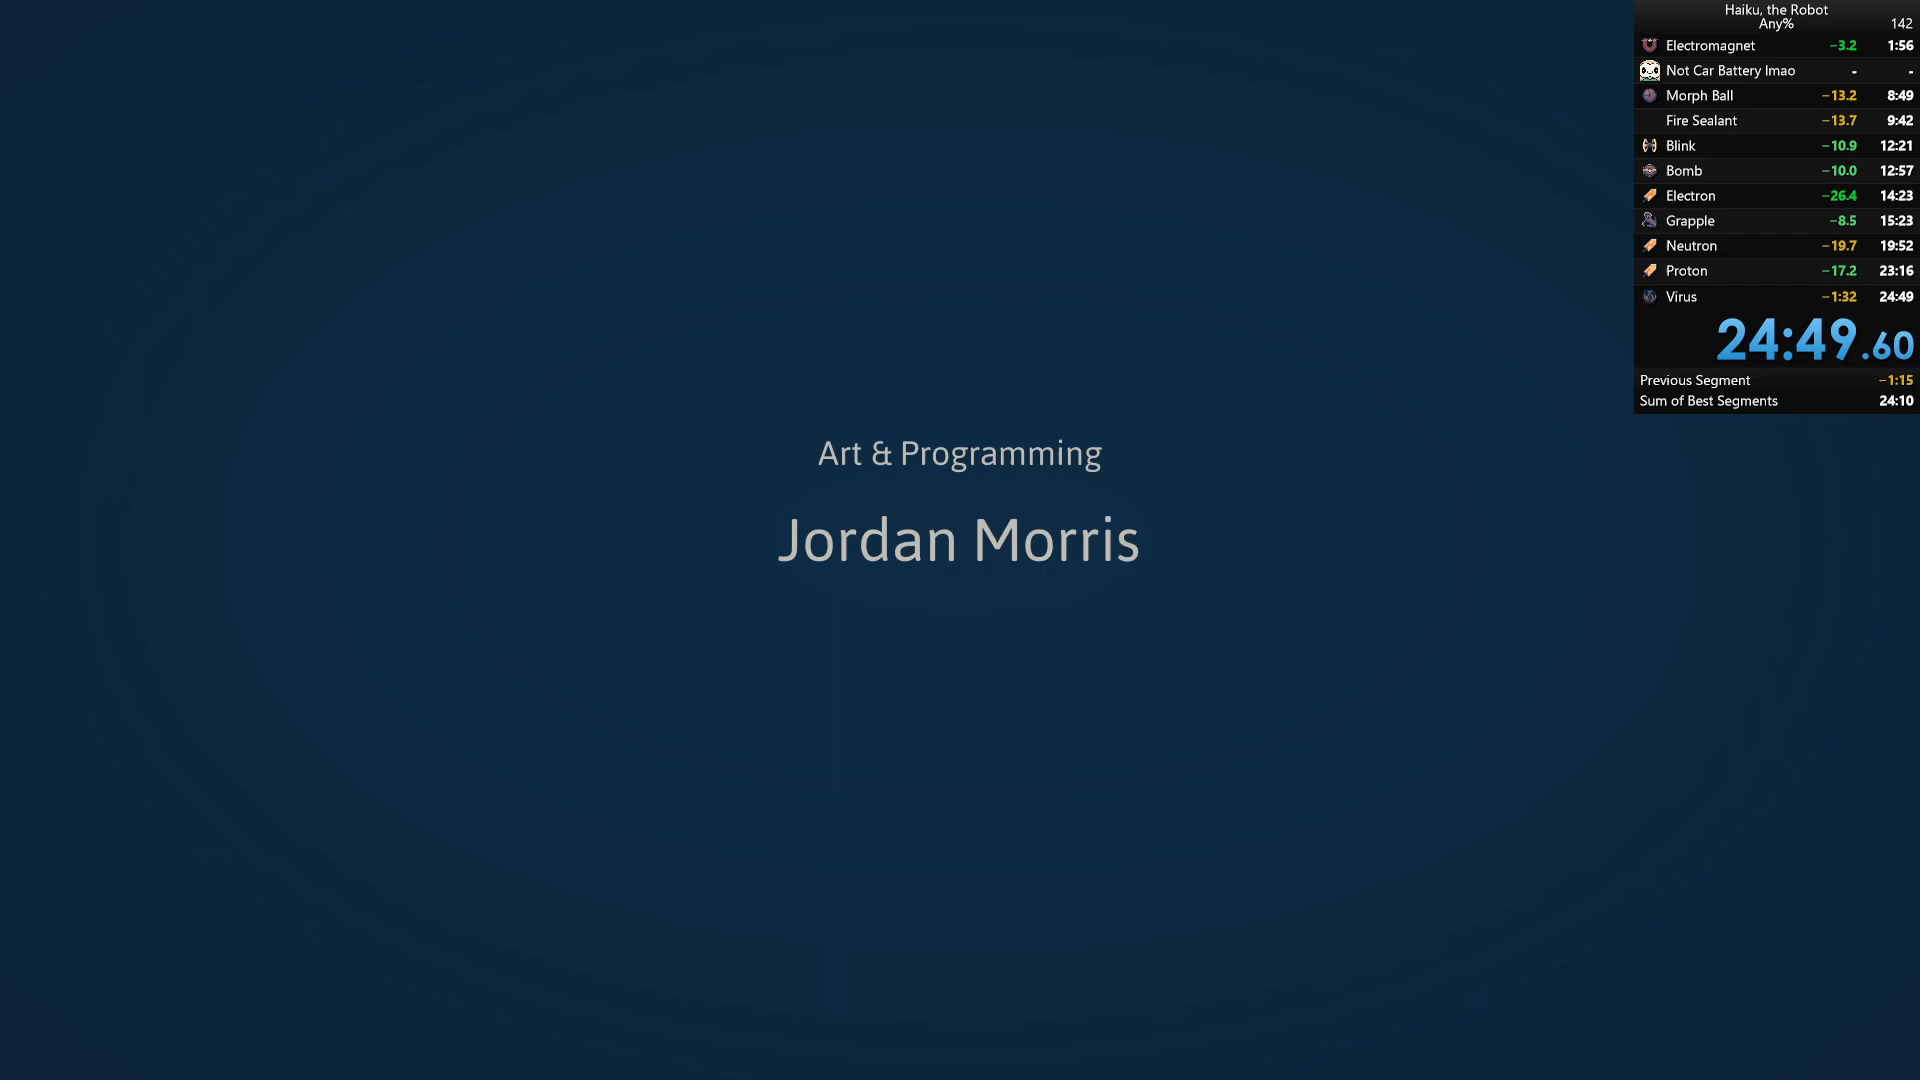 Haiku, the Robot
Any% 142
Electromagnet −3.2 1:56
Not Car Battery lmao - -
Morph Ball −13.2 8:49
Fire Sealant −13.7 9:42
Blink −10.9 12:21
Bomb −10.0 12:57
Electron −26.4 14:23
Grapple −8.5 15:23
Neutron −19.7 19:52
Proton −17.2 23:16
Virus −1:32 24:49
24:49.60
Previous Segment −1:15
Sum of Best Segments 24:10
Art & Programming
Jordan Morris